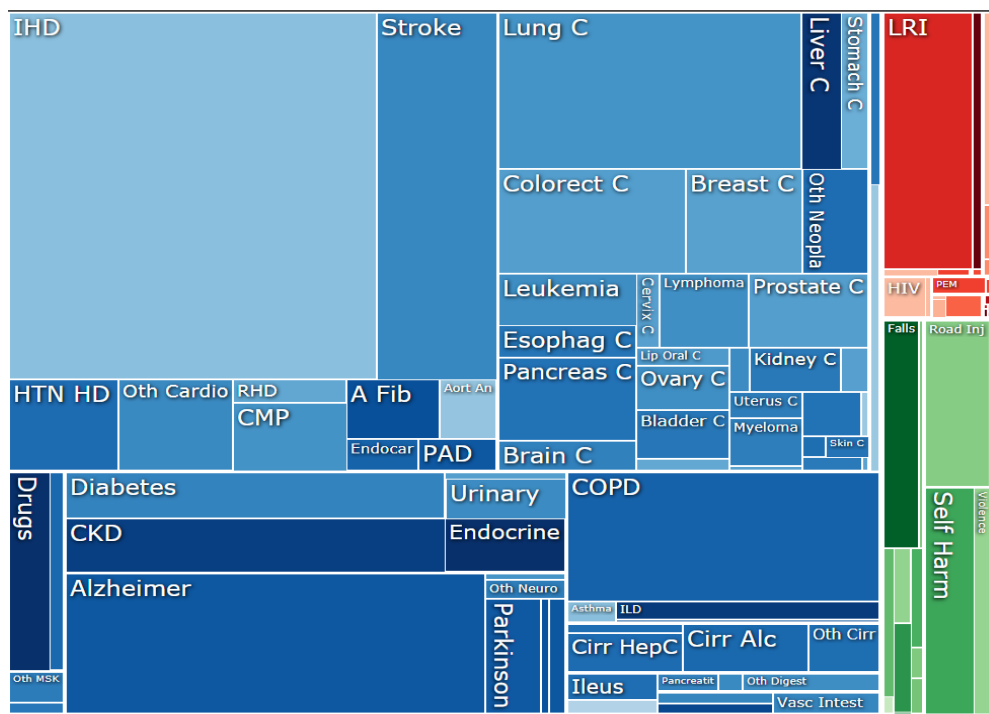 IHD
Stroke
Lung C
Liver C
Stomach C
LRI
Colorect C
Breast C
Oth Neopla
Leukemia
Cervix C
Lymphoma
Prostate C
HIV
PEM
Esophag C
Lip Oral C
Kidney C
Falls
Road Inj
Pancreas C
Ovary C
HTN HD
Oth Cardio
RHD
A Fib
Aort An
Uterus C
CMP
Bladder C
Myeloma
Endocar
PAD
Brain C
Skin C
Drugs
Diabetes
Urinary
COPD
Self Harm
Violence
CKD
Endocrine
Alzheimer
Oth Neuro
Parkinson
Asthma
ILD
Cirr HepC
Cirr Alc
Oth Cirr
Oth MSK
Ileus
Pancreatit
Oth Digest
Vasc Intest